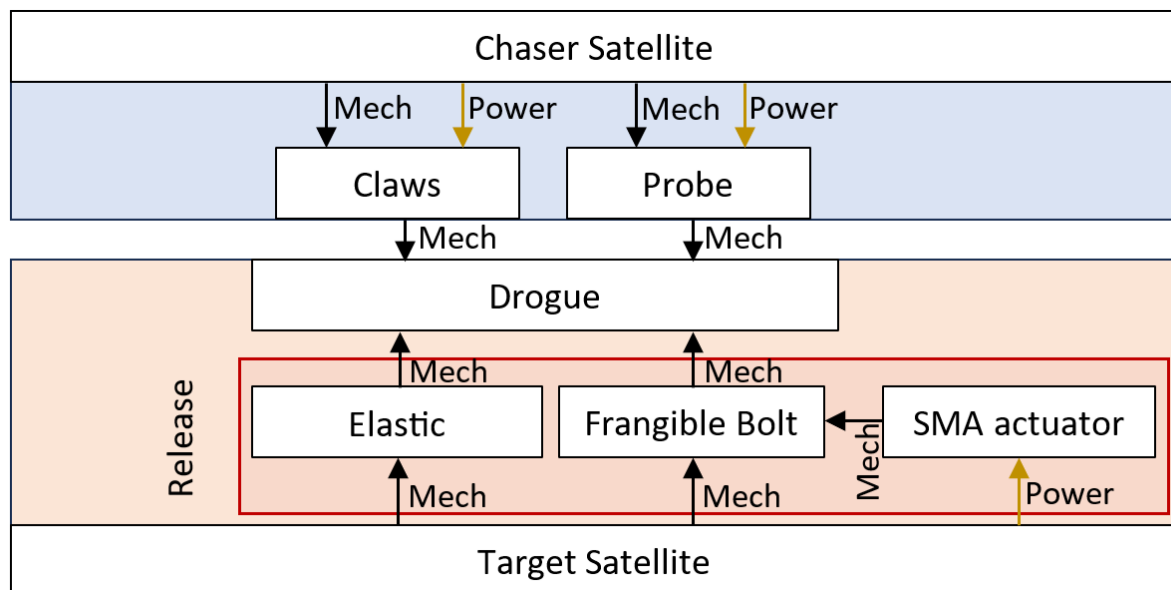 Chaser Satellite
Mech
Power
Mech
Power
Claws
Probe
Mech
Mech
Drogue
Mech
Mech
Release
Elastic
Frangible Bolt
Mech
SMA actuator
Mech
Mech
Power
Target Satellite